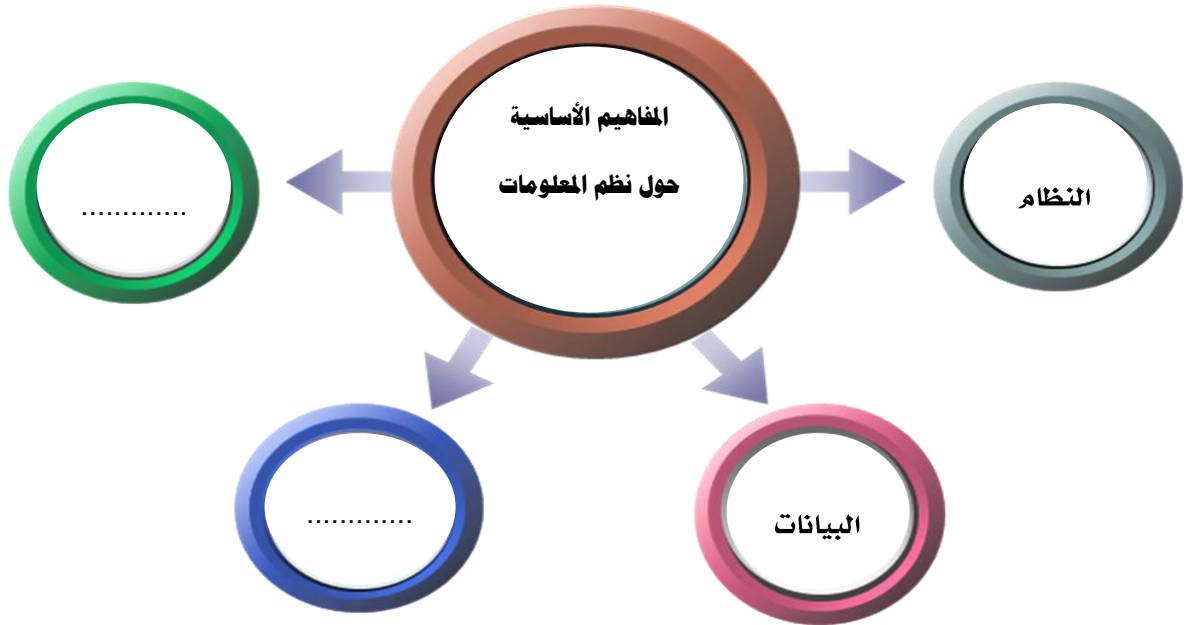 المفاهيم الأساسية
حول نظم المعلومات
النظام
.............
البيانات
.............